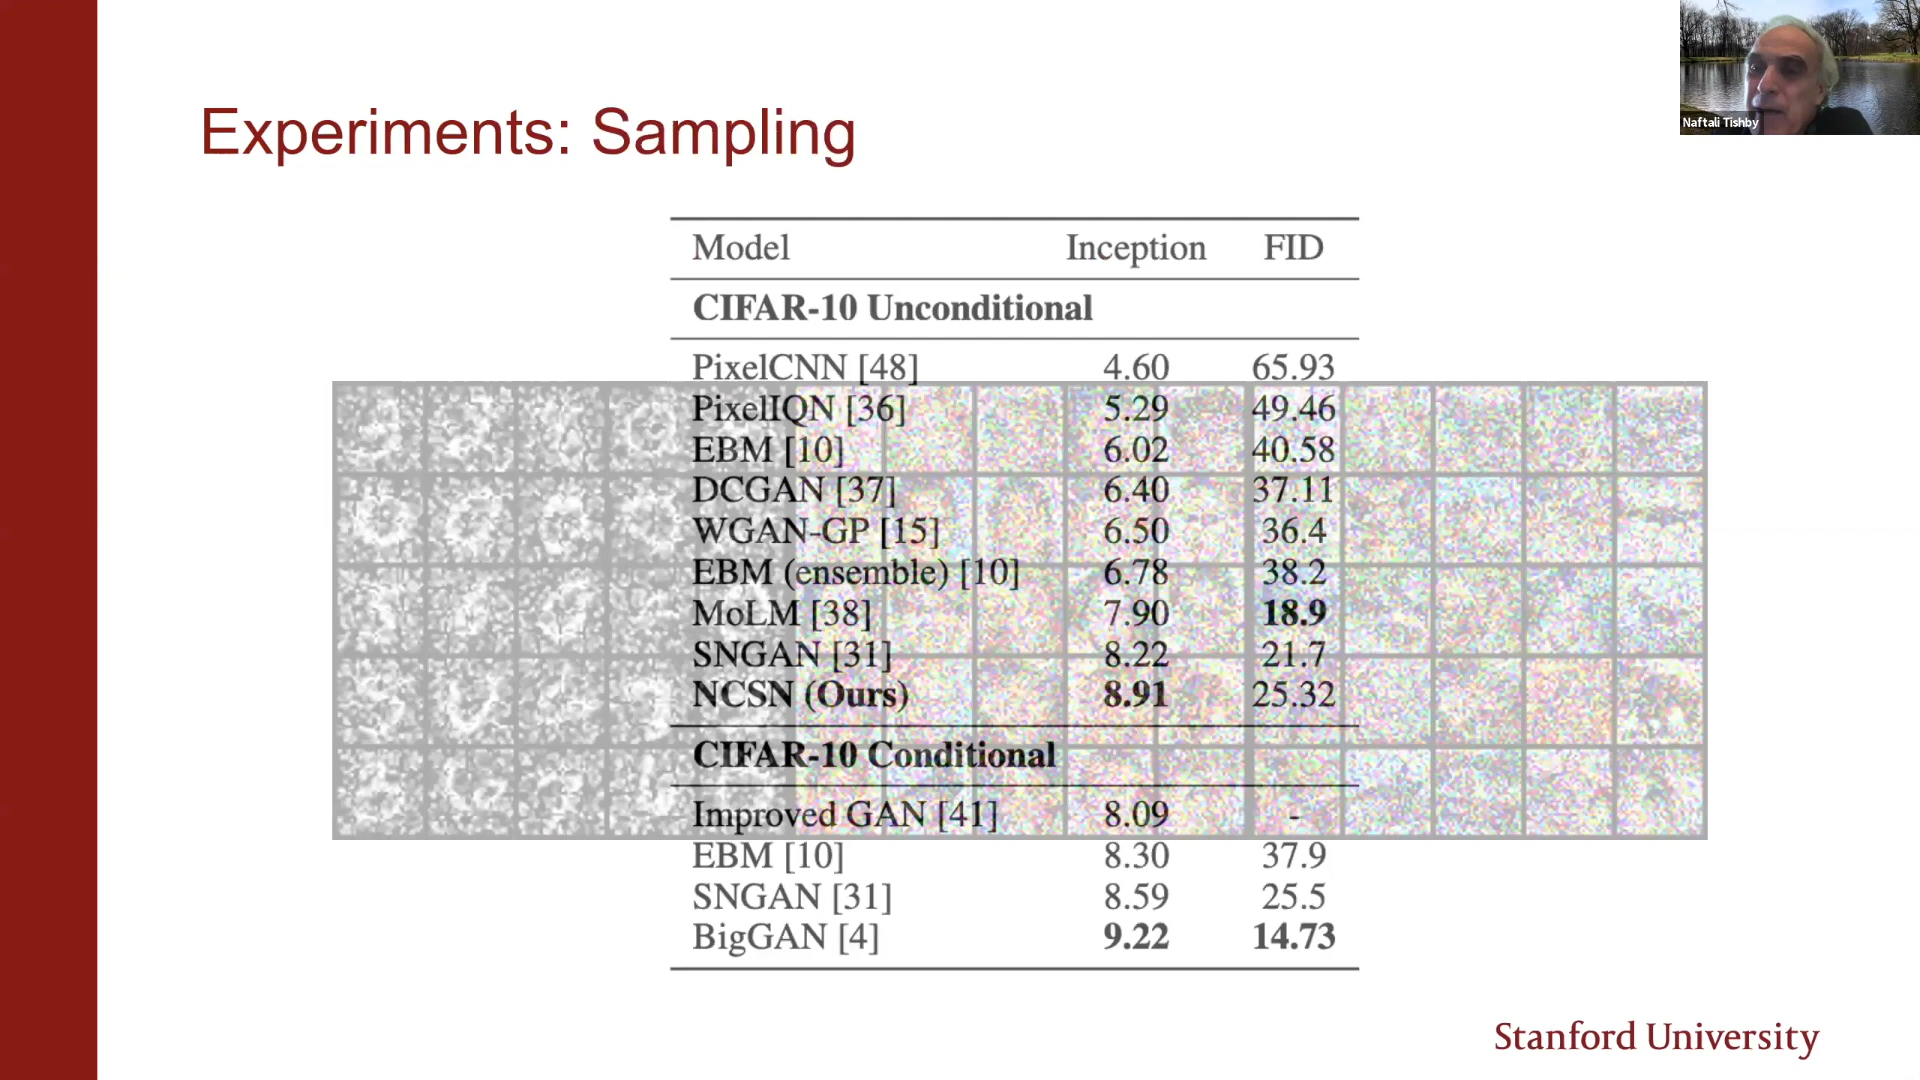 Naftali Tishby
Experiments: Sampling
Model Inception FID
CIFAR-10 Unconditional
PixelCNN [48] 4.60 65.93
PixelIQN [36] 5.29 49.46
EBM [10] 6.02 40.58
DCGAN [37] 6.40 37.11
WGAN-GP [15] 6.50 36.4
EBM (ensemble) [10] 6.78 38.2
MoLM [38] 7.90 18.9
SNGAN [31] 8.22 21.7
NCSN (Ours) 8.91 25.32
CIFAR-10 Conditional
Improved GAN [41] 8.09 -
EBM [10] 8.30 37.9
SNGAN [31] 8.59 25.5
BigGAN [4] 9.22 14.73
Stanford University